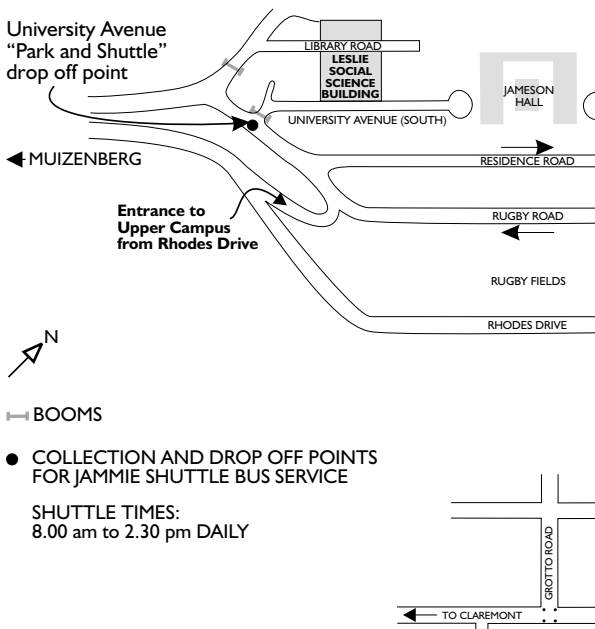 University Avenue
“Park and Shuttle”
drop off point
LIBRARY ROAD
LESLIE
SOCIAL
SCIENCE
BUILDING
JAMESON
HALL
UNIVERSITY AVENUE (SOUTH)
MUIZENBERG
RESIDENCE ROAD
Entrance to
Upper Campus
from Rhodes Drive
RUGBY ROAD
RUGBY FIELDS
RHODES DRIVE
N
BOOMS
COLLECTION AND DROP OFF POINTS
FOR JAMMIE SHUTTLE BUS SERVICE
SHUTTLE TIMES:
8.00 am to 2.30 pm DAILY
GROTTO ROAD
TO CLAREMONT